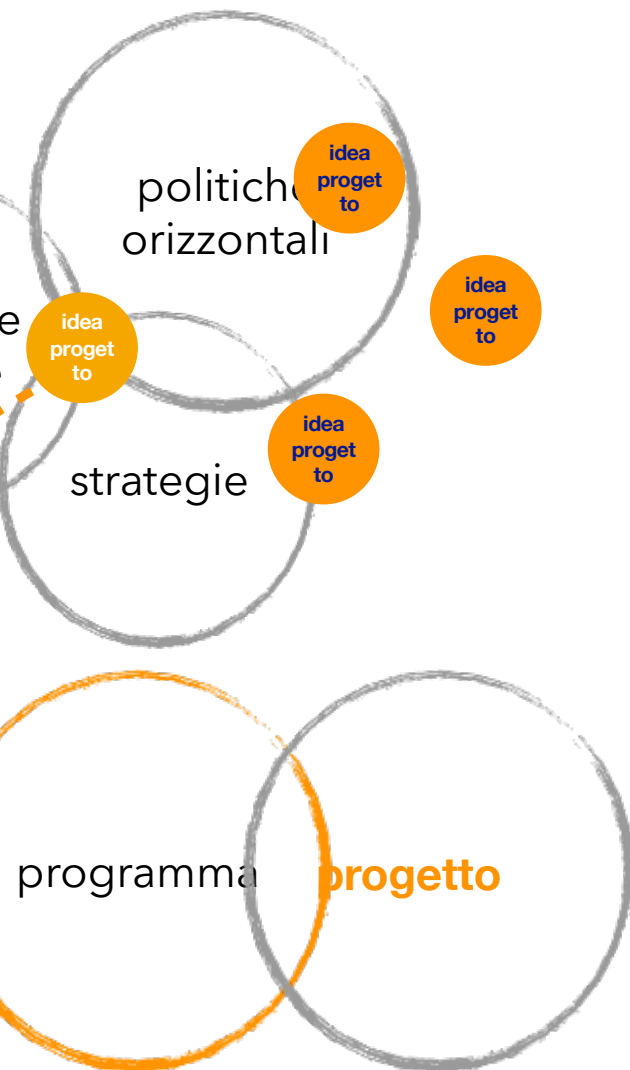 idea
proget
to
politiche
orizzontali
idea
proget
to
e
idea
proget
to
idea
proget
to
strategie
programma
progetto